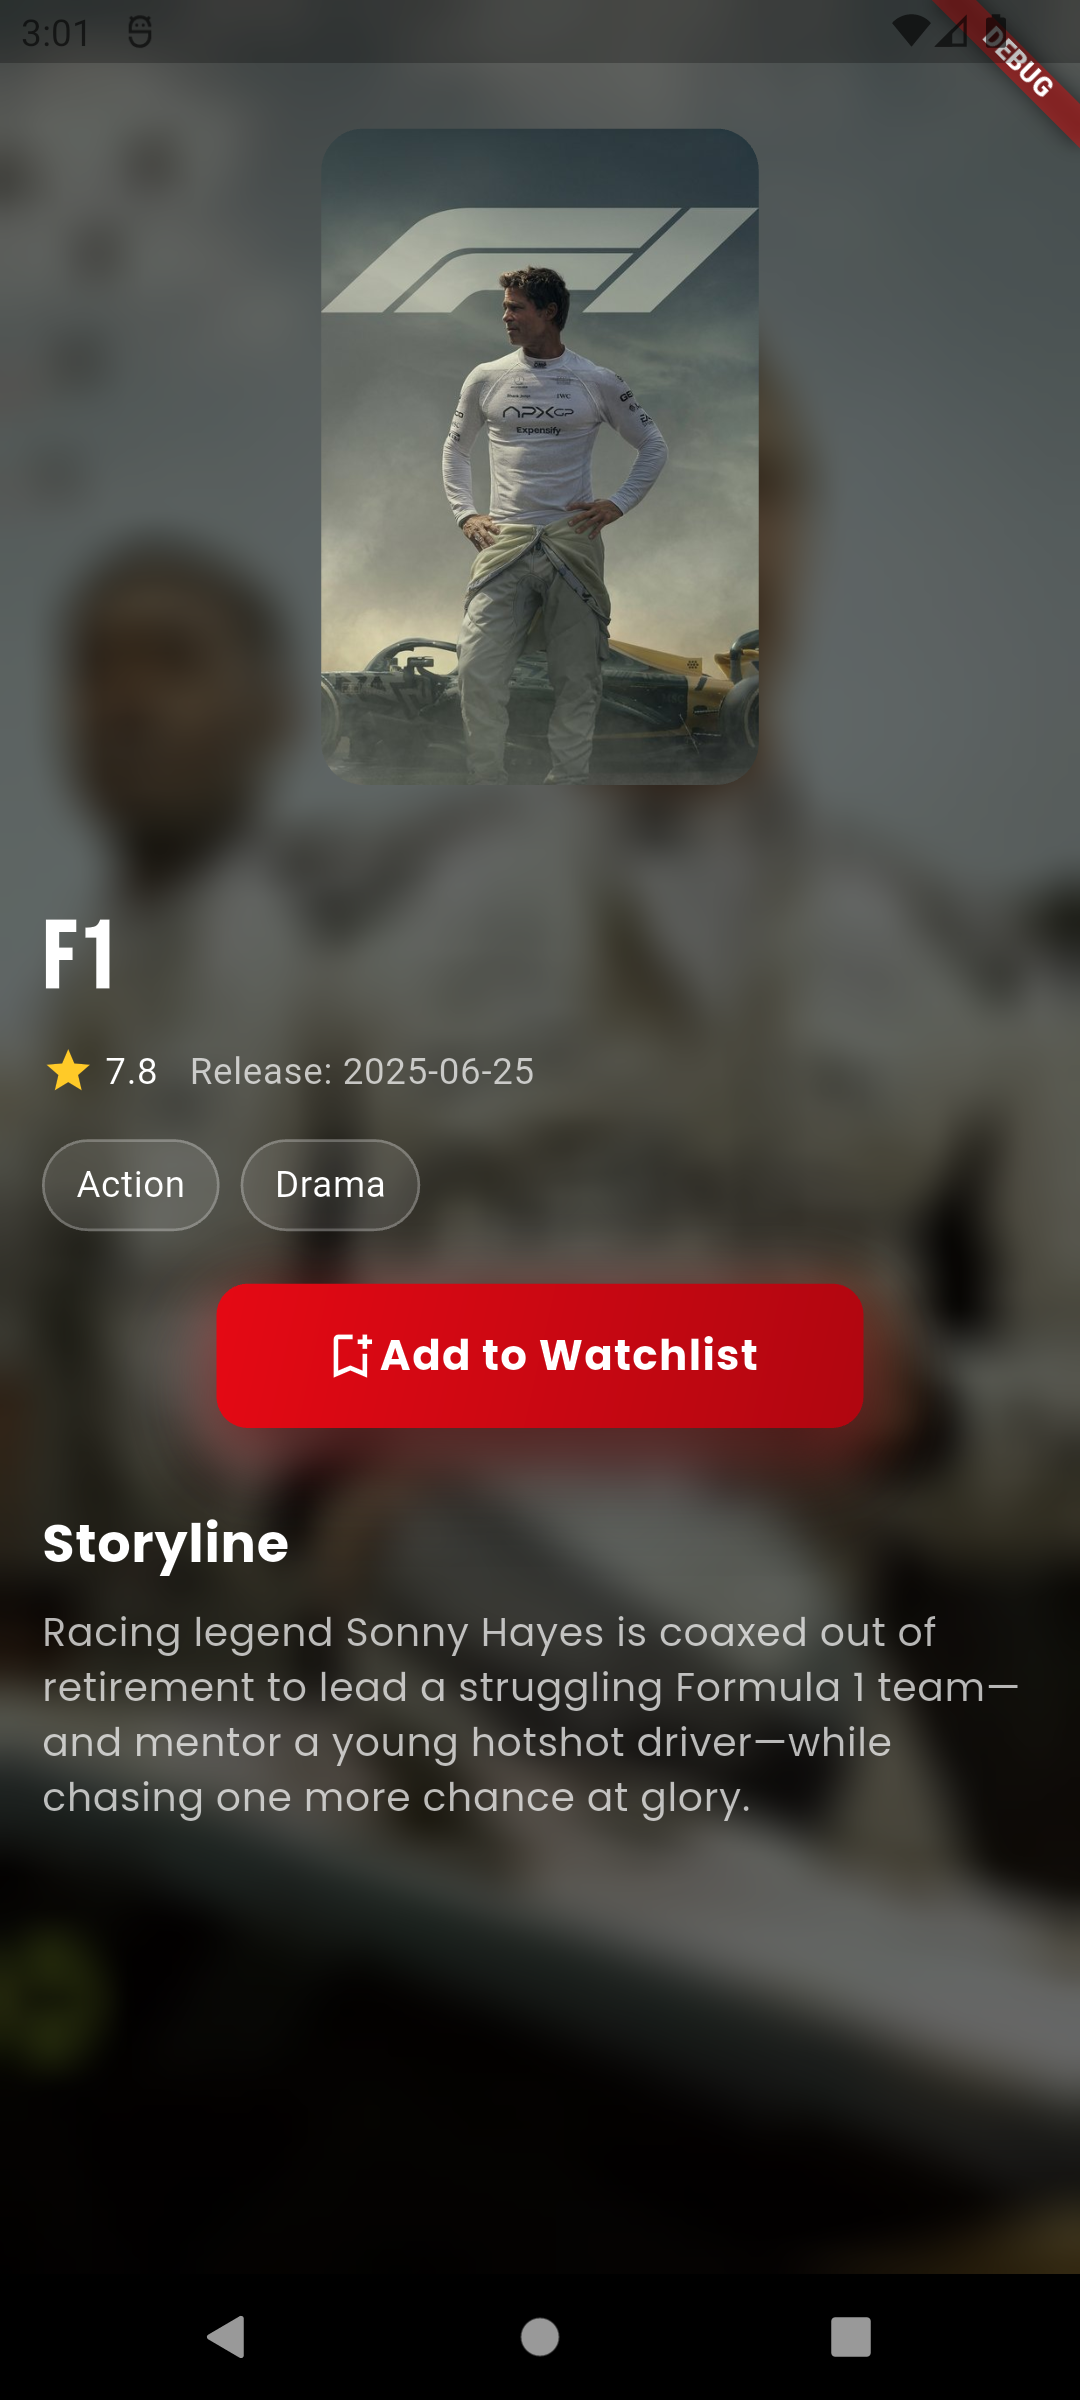 3:01
DEBUG
F1
APXGP
Expensify
F1
7.8 Release: 2025-06-25
Action Drama
Add to Watchlist
Storyline
Racing legend Sonny Hayes is coaxed out of
retirement to lead a struggling Formula 1 team—
and mentor a young hotshot driver—while
chasing one more chance at glory.